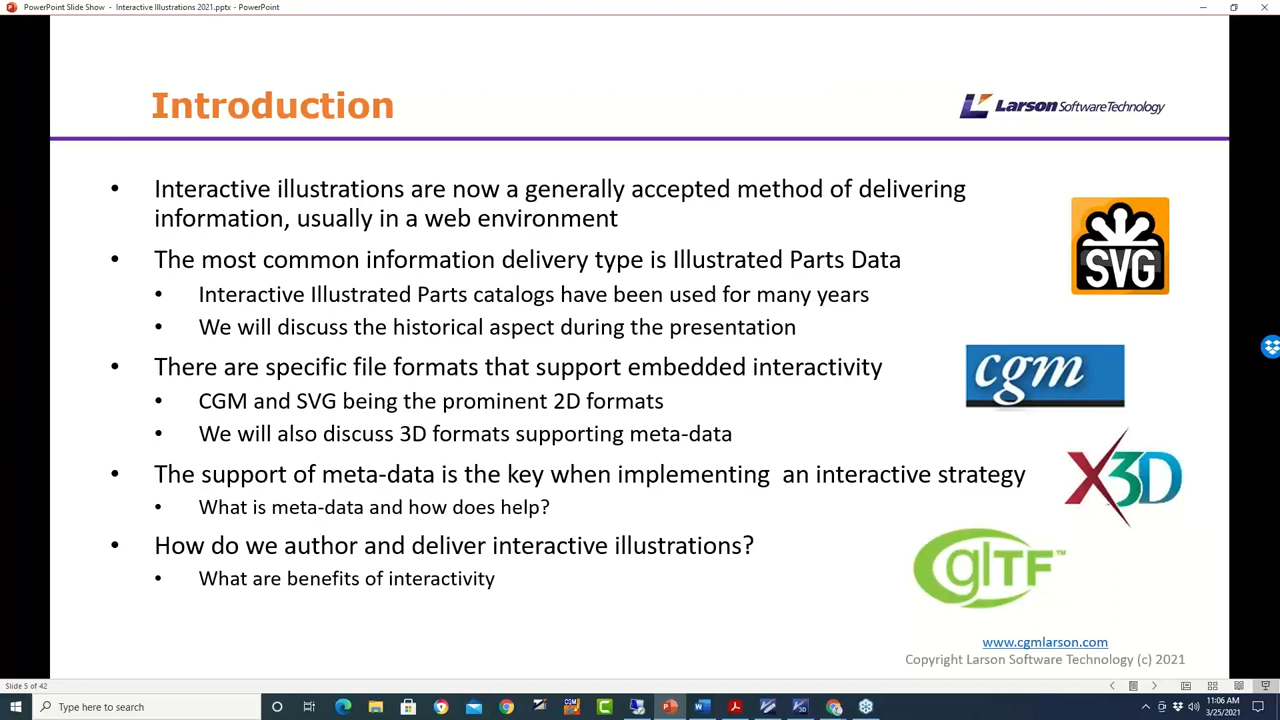 PowerPoint Slide Show - Interactive Illustrations 2021.pptx - PowerPoint
Introduction
Larson Software Technology
• Interactive illustrations are now a generally accepted method of delivering
information, usually in a web environment
• The most common information delivery type is Illustrated Parts Data
• Interactive Illustrated Parts catalogs have been used for many years
• We will discuss the historical aspect during the presentation
• There are specific file formats that support embedded interactivity
• CGM and SVG being the prominent 2D formats
• We will also discuss 3D formats supporting meta-data
• The support of meta-data is the key when implementing  an interactive strategy
• What is meta-data and how does help?
• How do we author and deliver interactive illustrations?
• What are benefits of interactivity
SVG
cgm
X3D
glTF™
www.cgmlarson.com
Copyright Larson Software Technology (c) 2021
Slide 5 of 42
Type here to search
11:06 AM
3/25/2021